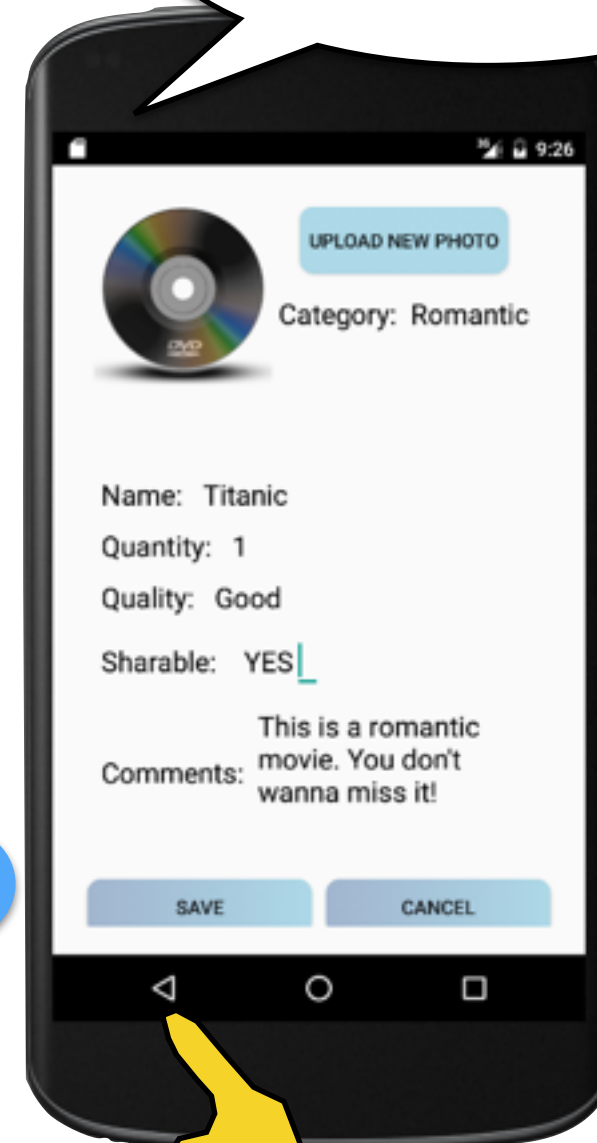 3G 9:26
UPLOAD NEW PHOTO
Category: Romantic
DVD
Name: Titanic
Quantity: 1
Quality: Good
Sharable: YES
This is a romantic
Comments: movie. You don't
wanna miss it!
SAVE CANCEL